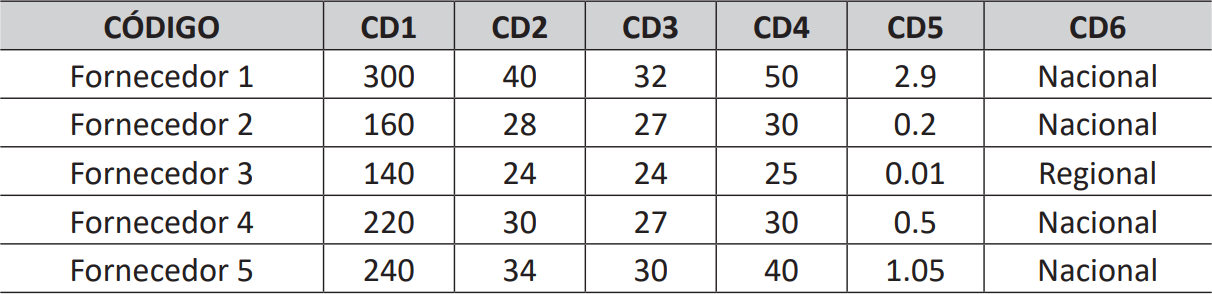 CÓDIGO CD1 CD2 CD3 CD4 CD5 CD6
Fornecedor 1 300 40 32 50 2.9 Nacional
Fornecedor 2 160 28 27 30 0.2 Nacional
Fornecedor 3 140 24 24 25 0.01 Regional
Fornecedor 4 220 30 27 30 0.5 Nacional
Fornecedor 5 240 34 30 40 1.05 Nacional